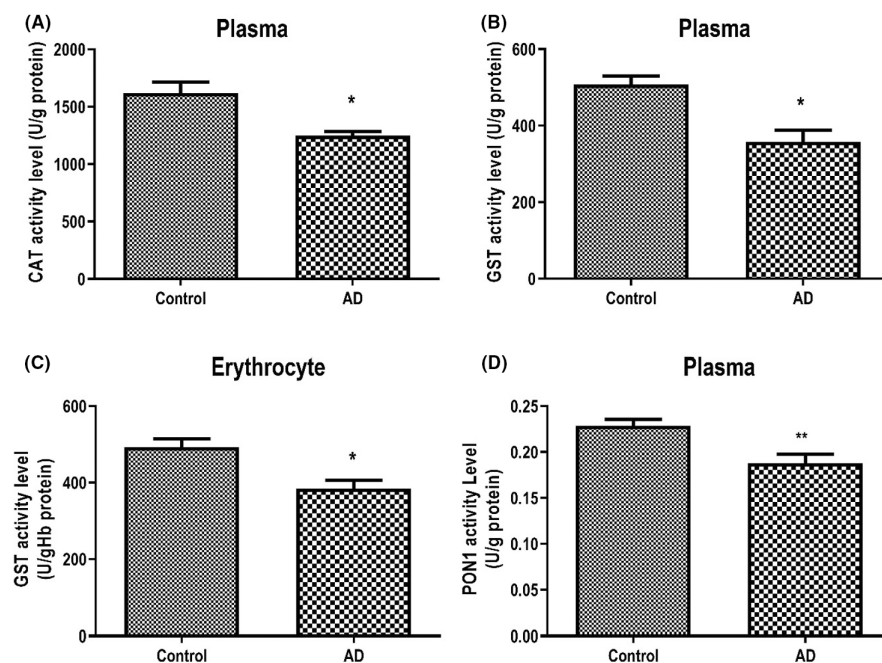 (A)
Plasma
CAT activity level (U/g protein)
2000
1500
1000
500
0
*
Control
AD
(B)
Plasma
GST activity level (U/g protein)
600
400
200
0
*
Control
AD
(C)
Erythrocyte
GST activity level
(U/gHb protein)
600
400
200
0
*
Control
AD
(D)
Plasma
PON1 activity Level
(U/g protein)
0.25
0.20
0.15
0.10
0.05
0.00
**
Control
AD